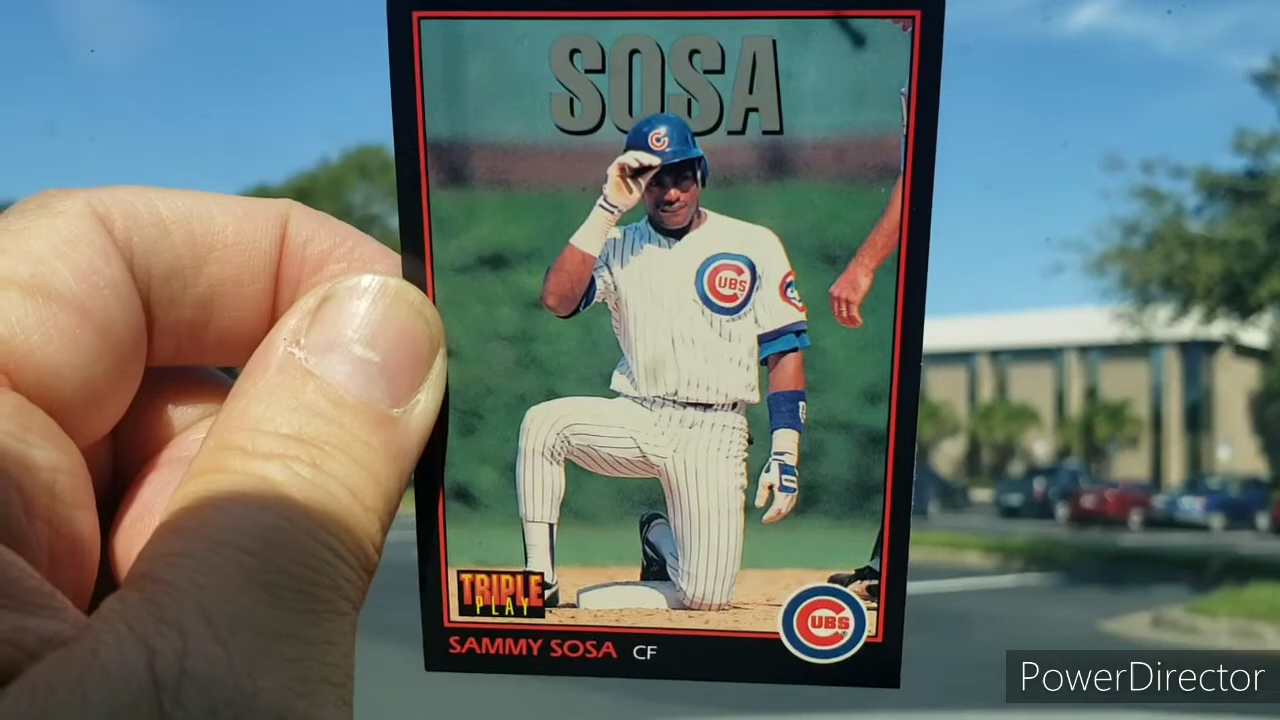 SOSA
C
CUBS
TRIPLE
PLAY
SAMMY SOSA CF
CUBS
PowerDirector